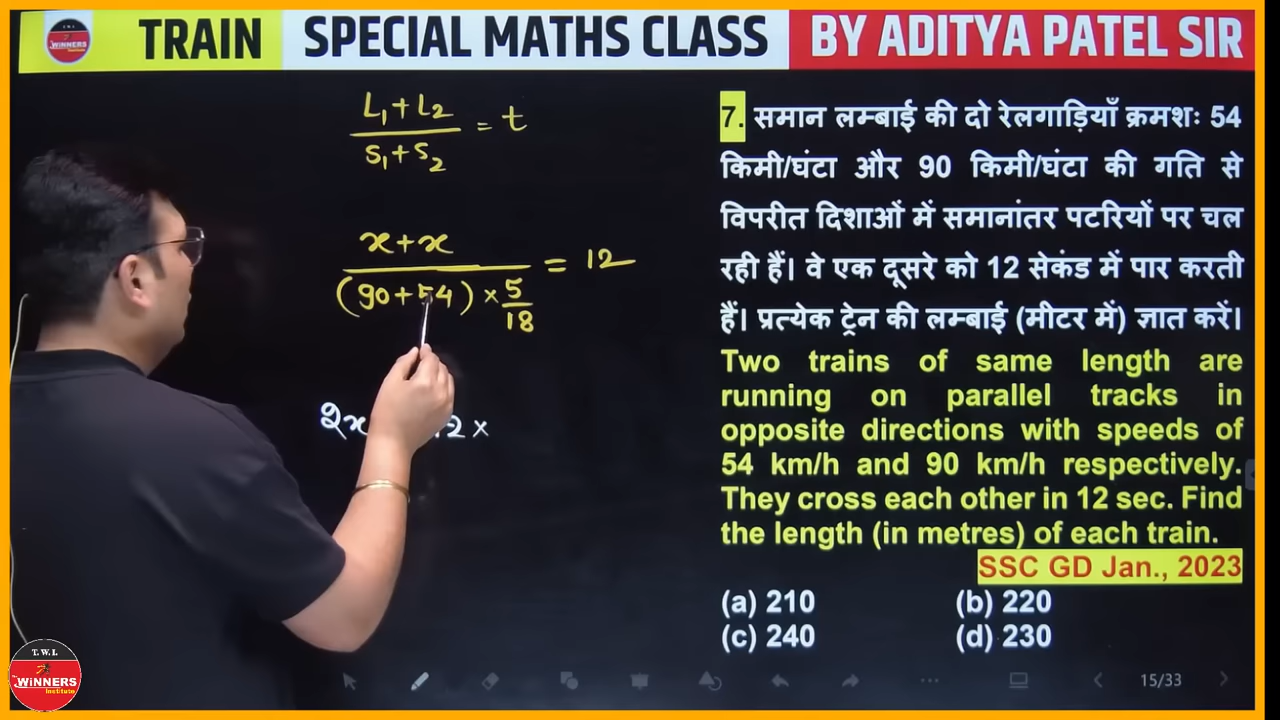 T.W.I.
WiNNERS
Institute
TRAIN
SPECIAL MATHS CLASS
BY ADITYA PATEL SIR
L₁+L₂
S₁+S₂
= t
x+x
(90+54) × 5
18
= 12
2x
2 ×
7. समान लम्बाई की दो रेलगाड़ियाँ क्रमशः 54
किमी/घंटा और 90 किमी/घंटा की गति से
विपरीत दिशाओं में समानांतर पटरियों पर चल
रही हैं। वे एक दूसरे को 12 सेकंड में पार करती
हैं। प्रत्येक ट्रेन की लम्बाई (मीटर में) ज्ञात करें।
Two trains of same length are
running on parallel tracks in
opposite directions with speeds of
54 km/h and 90 km/h respectively.
They cross each other in 12 sec. Find
the length (in metres) of each train.
SSC GD Jan., 2023
(a) 210 (b) 220
(c) 240 (d) 230
15/33
T.W.I.
The
WiNNERS
Institute